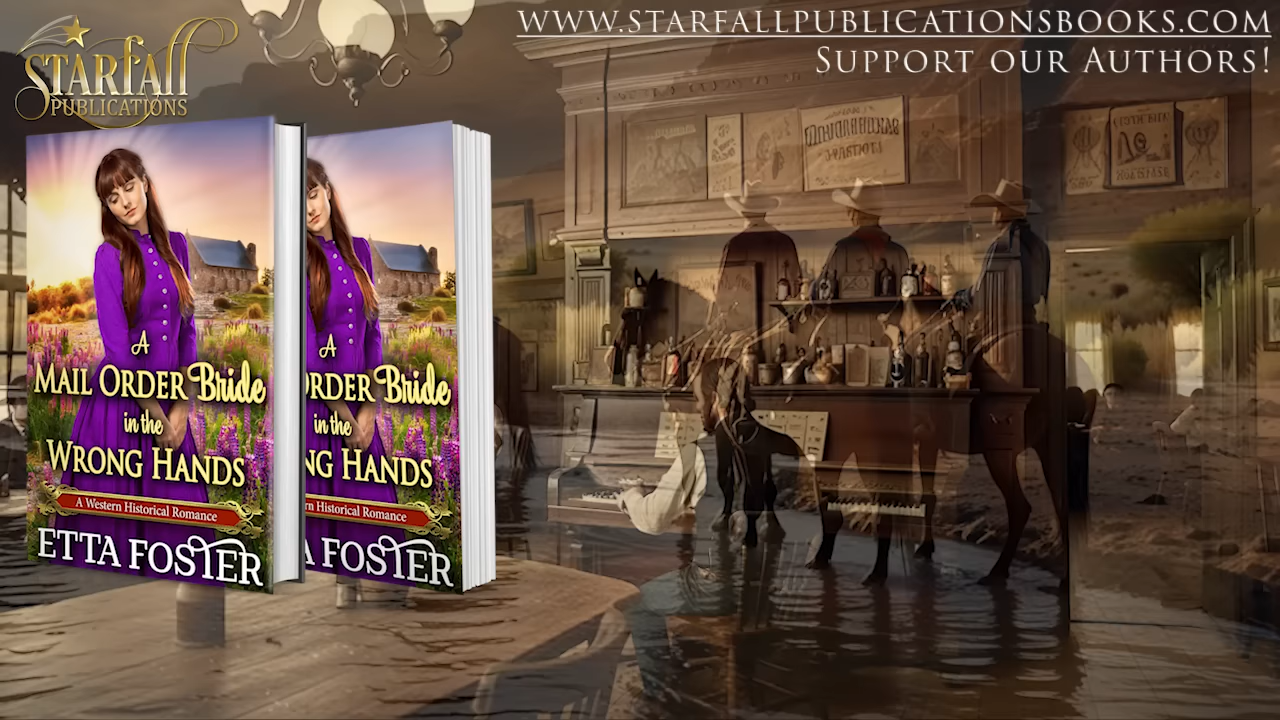 STARfall
PUBLICATIONS
WWW.STARFALLPUBLICATIONSBOOKS.COM
SUPPORT OUR AUTHORS!
A
MAIL ORDER Bride
in the
WRONG HANDS
A Western Historical Romance
ETTA FOSTER
A
ORDER Bride
in the
NG HANDS
rn Historical Romance
A FOSTER